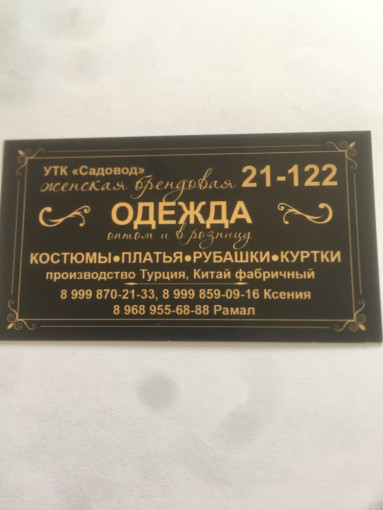 УТК «Садовод»
женская брендовая 21-122
ОДЕЖДА
оптом и в розницу
КОСТЮМЫ●ПЛАТЬЯ●РУБАШКИ●КУРТКИ
производство Турция, Китай фабричный
8 999 870-21-33, 8 999 859-09-16 Ксения
8 968 955-68-88 Рамал